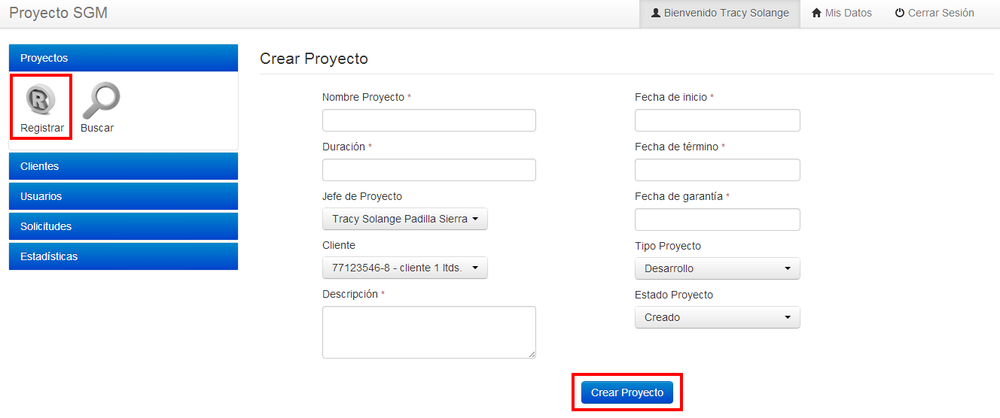 Proyecto SGM
Bienvenido Tracy Solange
Mis Datos
Cerrar Sesión
Proyectos
R
Registrar
Buscar
Clientes
Usuarios
Solicitudes
Estadísticas
Crear Proyecto
Nombre Proyecto *
Fecha de inicio *
Duración *
Fecha de término *
Jefe de Proyecto
Tracy Solange Padilla Sierra
Fecha de garantía *
Cliente
77123546-8 - cliente 1 ltds.
Tipo Proyecto
Desarrollo
Descripción *
Estado Proyecto
Creado
Crear Proyecto